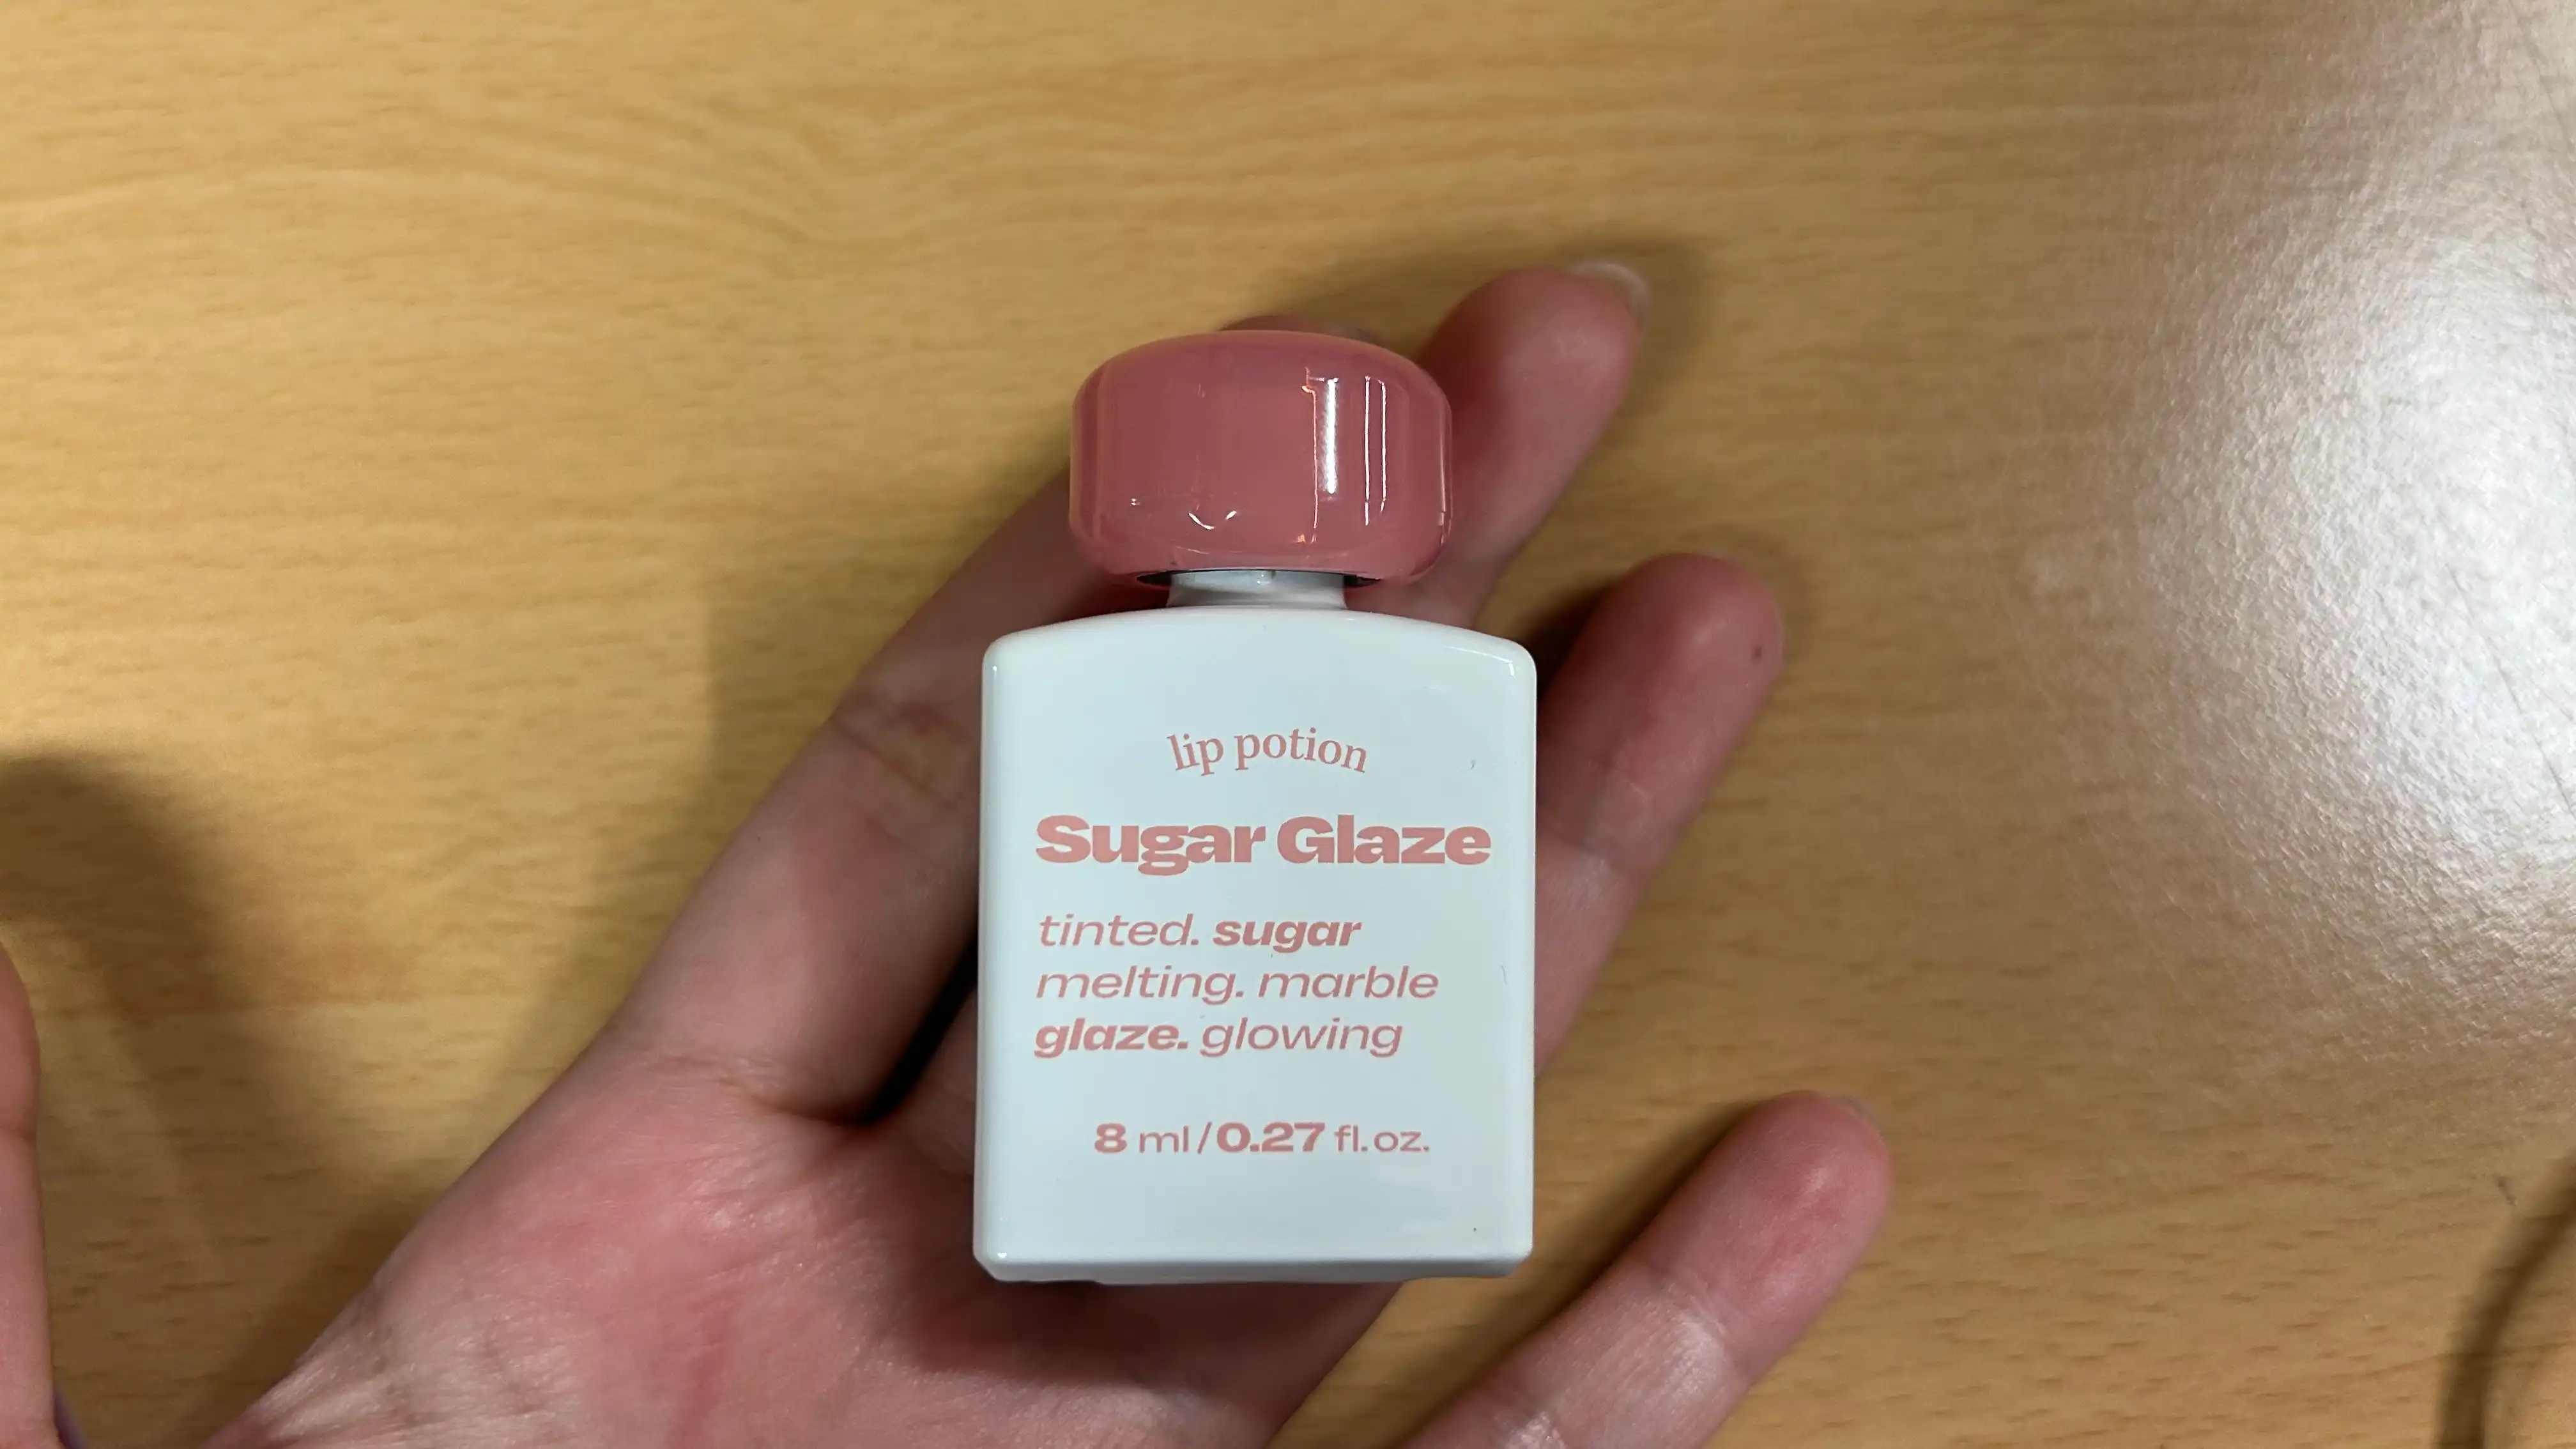 lip potion
Sugar Glaze
tinted. sugar
melting. marble
glaze. glowing
8 ml/0.27 fl.oz.